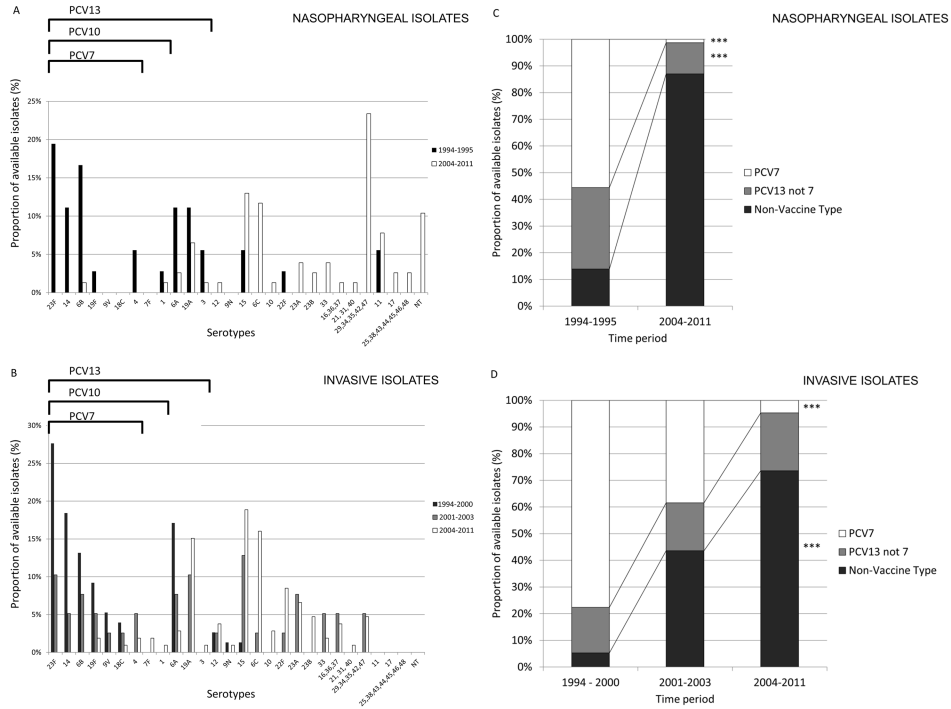 A
PCV13
PCV10
PCV7
NASOPHARYNGEAL ISOLATES
Proportion of available isolates (%)
25%
20%
15%
10%
5%
0%
23F 14 6B 19F 9V 18C 4 7F 1 6A 19A 3 12 9N 15 6C 10 22F 23A 23B 33 16,36,37 21, 31, 40 29,34,35,42,47 11 17 25,38,43,44,45,46,48 NT
Serotypes
1994-1995
2004-2011
B
PCV13
PCV10
PCV7
INVASIVE ISOLATES
Proportion of available isolates (%)
30%
25%
20%
15%
10%
5%
0%
23F 14 6B 19F 9V 18C 4 7F 1 6A 19A 3 12 9N 15 6C 10 22F 23A 23B 33 16,36,37 21, 31, 40 29,34,35,42,47 11 17 25,38,43,44,45,46,48 NT
Serotypes
1994-2000
2001-2003
2004-2011
C
NASOPHARYNGEAL ISOLATES
Proportion of available isolates (%)
100%
90%
80%
70%
60%
50%
40%
30%
20%
10%
0%
***
***
1994-1995 2004-2011
Time period
PCV7
PCV13 not 7
Non-Vaccine Type
D
INVASIVE ISOLATES
Proportion of available isolates (%)
100%
90%
80%
70%
60%
50%
40%
30%
20%
10%
0%
***
***
1994 - 2000 2001-2003 2004-2011
Time period
PCV7
PCV13 not 7
Non-Vaccine Type